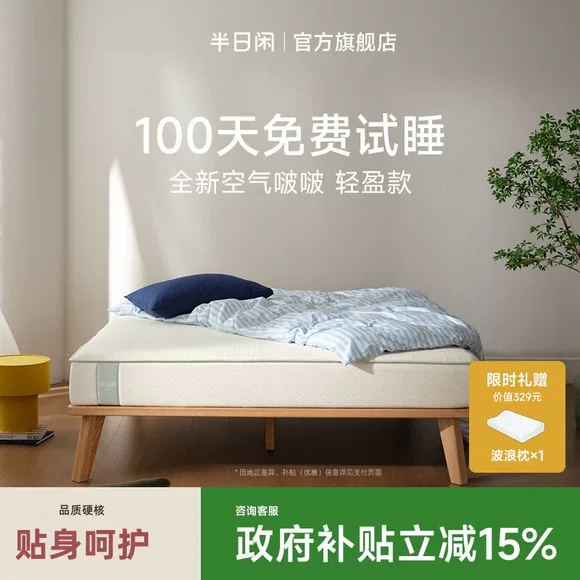 半日闲 | 官方旗舰店
100天免费试睡
全新空气啵啵 轻盈款
半日闲
限时礼赠
价值329元
波浪枕×1
*因地区差异，补贴（优惠）信息详见支付页面
品质硬核
贴身呵护
咨询客服
政府补贴立减15%